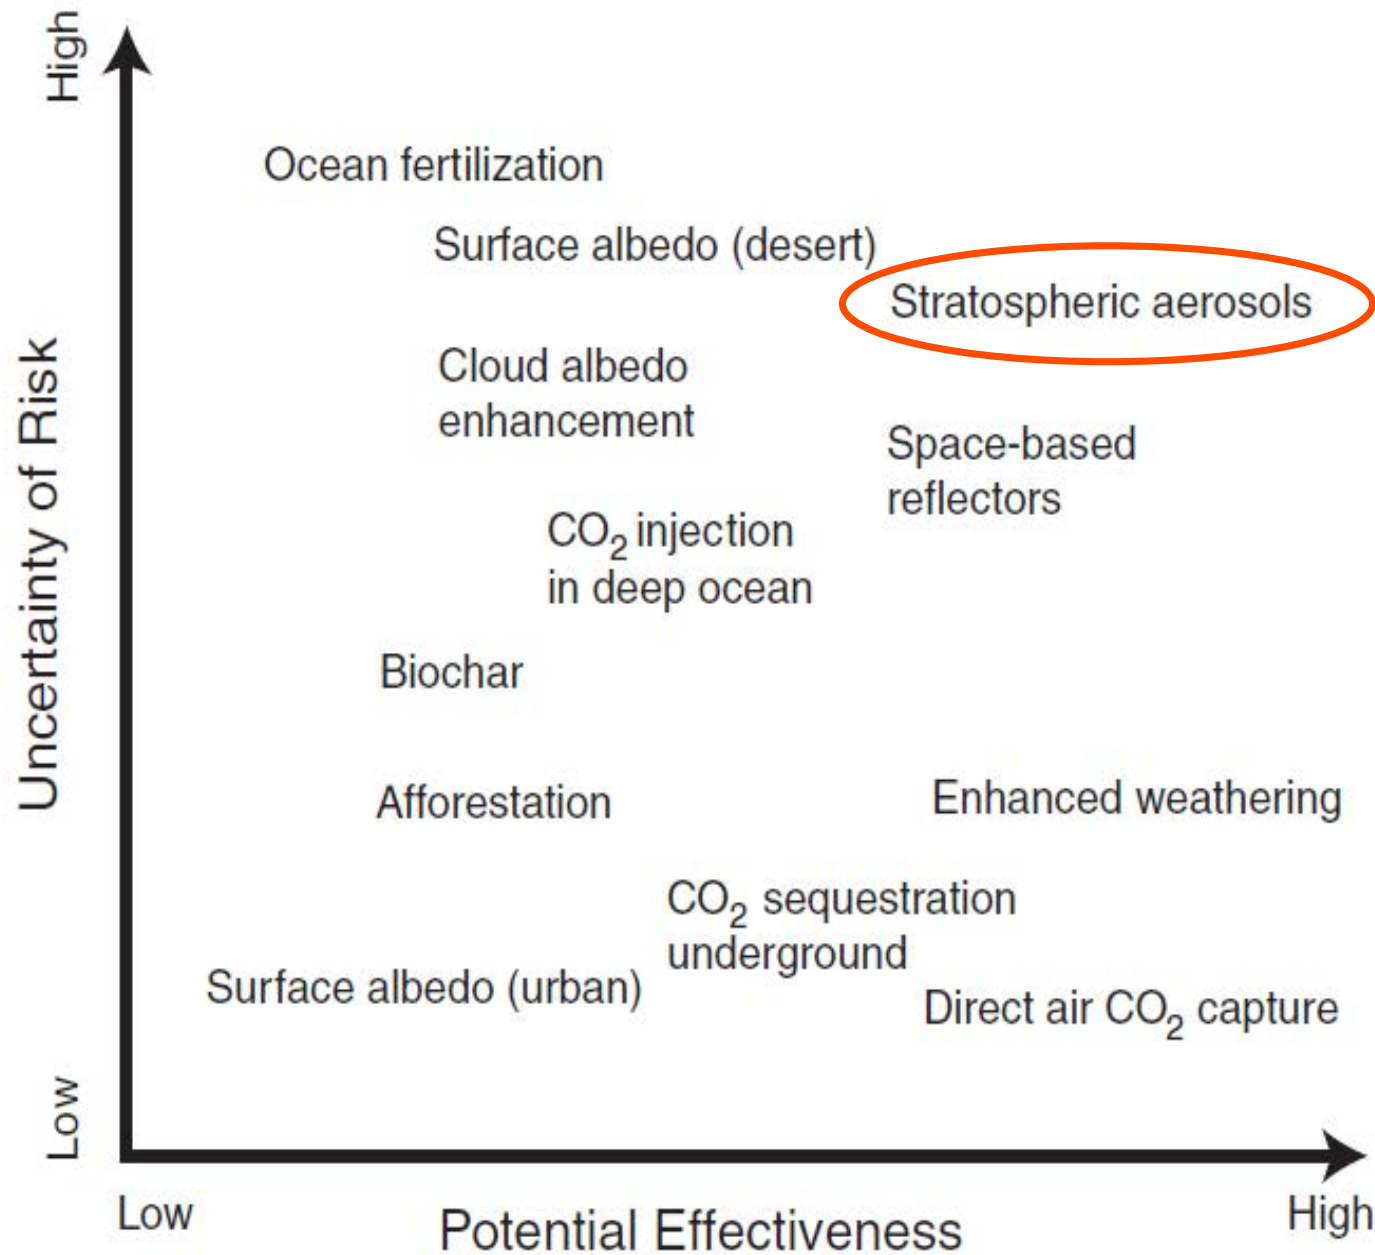 High
Ocean fertilization
Surface albedo (desert)
Stratospheric aerosols
Cloud albedo
enhancement
Space-based
reflectors
CO₂ injection
in deep ocean
Uncertainty of Risk
Biochar
Afforestation
Enhanced weathering
CO₂ sequestration
underground
Surface albedo (urban)
Direct air CO₂ capture
Low
Low
Potential Effectiveness
High